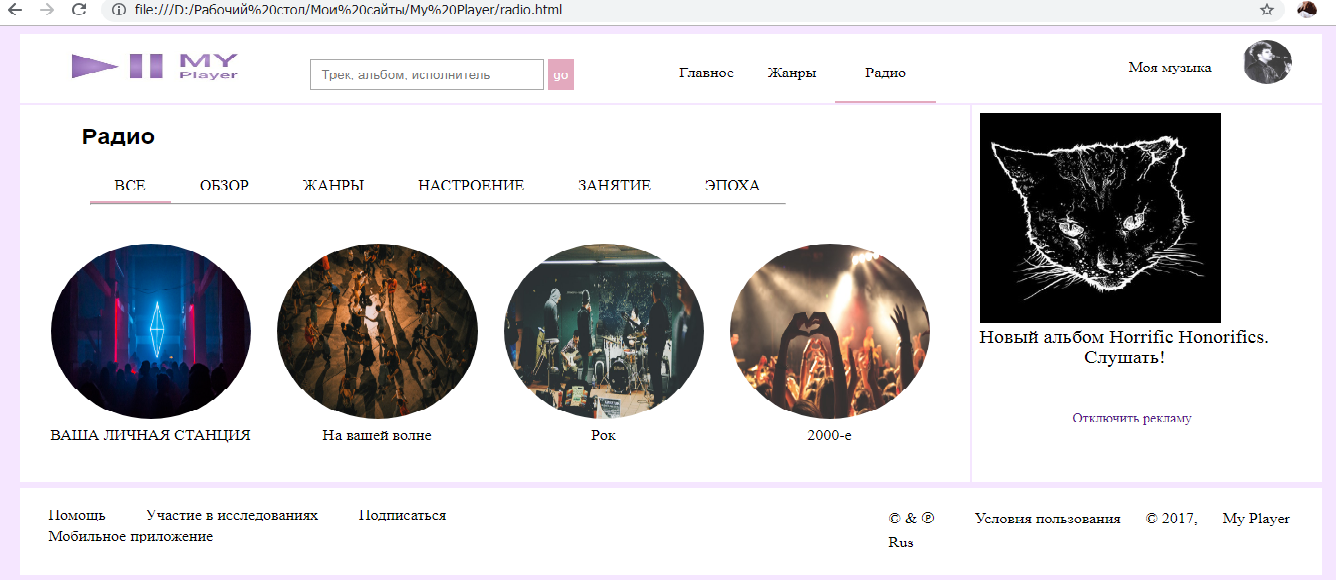 file:///D:/Рабочий%20стол/Мои%20сайты/My%20Player/radio.html
MY
Player
Трек, альбом, исполнитель
go
Главное
Жанры
Радио
Моя музыка
Радио
ВСЕ
ОБЗОР
ЖАНРЫ
НАСТРОЕНИЕ
ЗАНЯТИЕ
ЭПОХА
ВАША ЛИЧНАЯ СТАНЦИЯ
На вашей волне
Рок
2000-е
Новый альбом Horrific Honorifics.
Слушать!
Отключить рекламу
Помощь
Участие в исследованиях
Подписаться
Мобильное приложение
© & ℗
Условия пользования
© 2017,
My Player
Rus